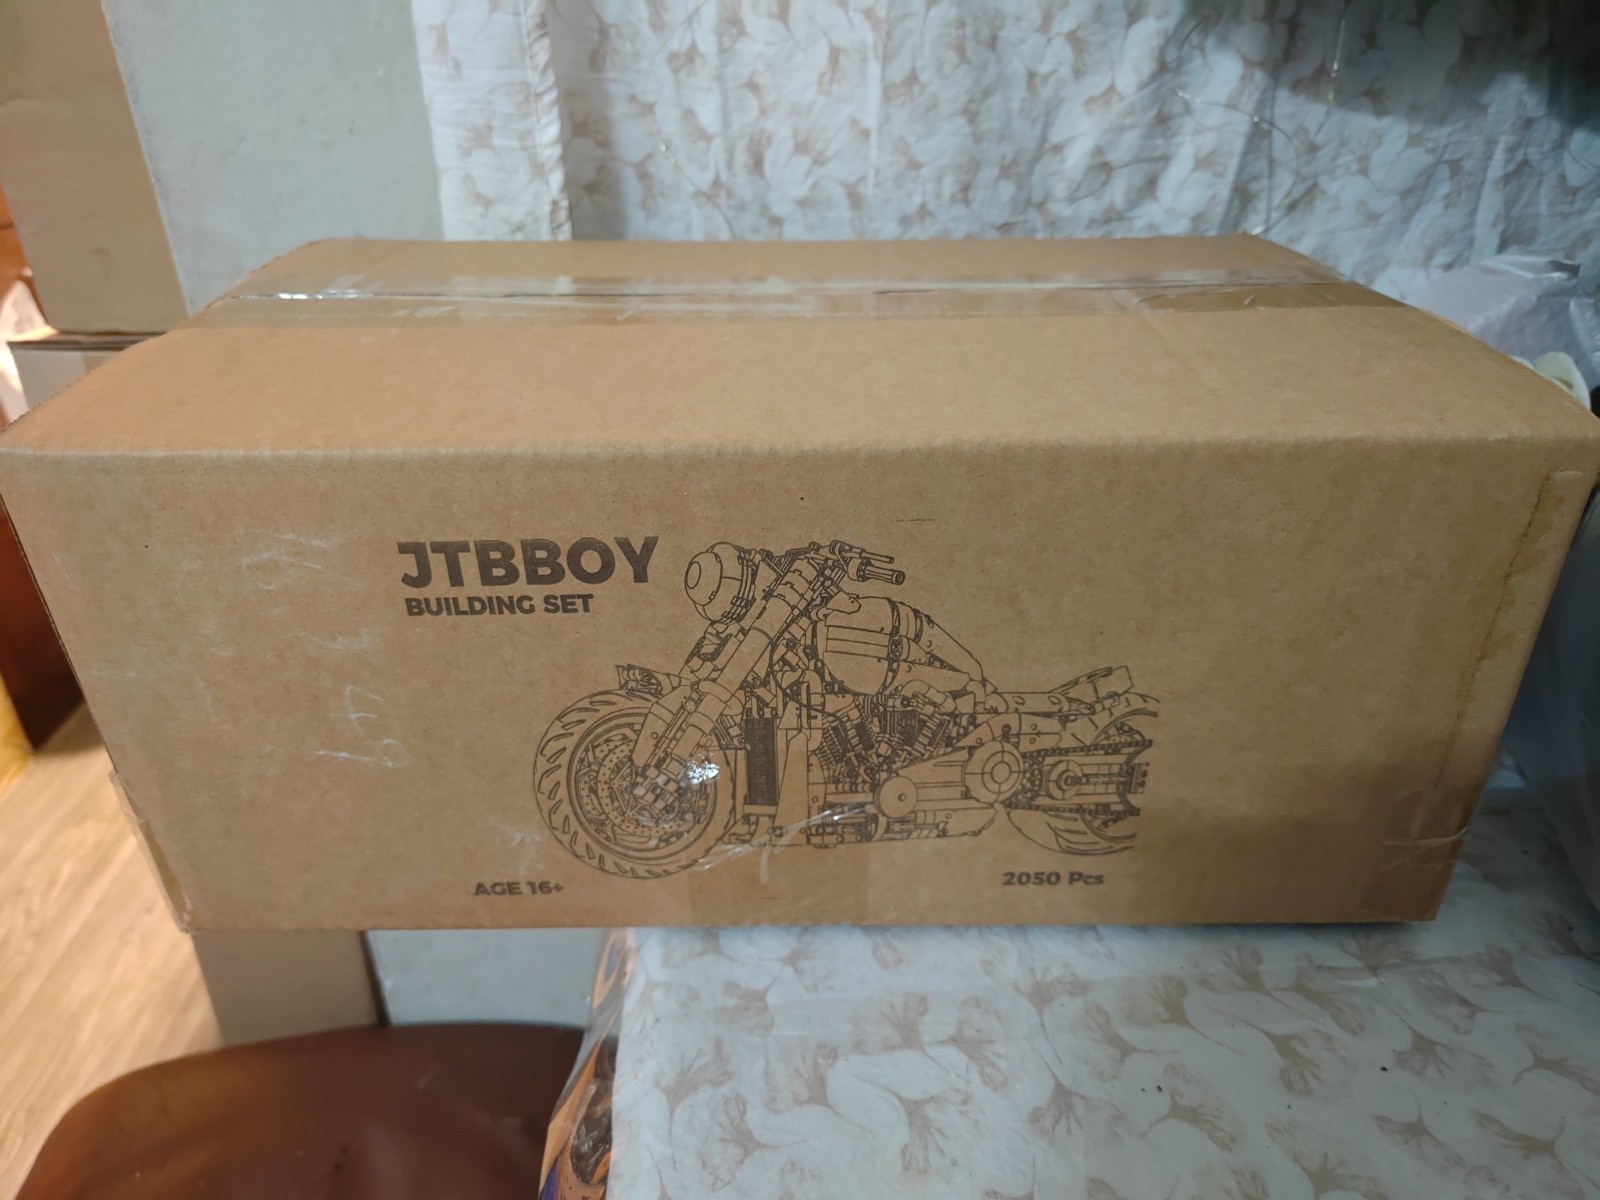 JTBBOY
BUILDING SET
AGE 16+
2050 Pcs